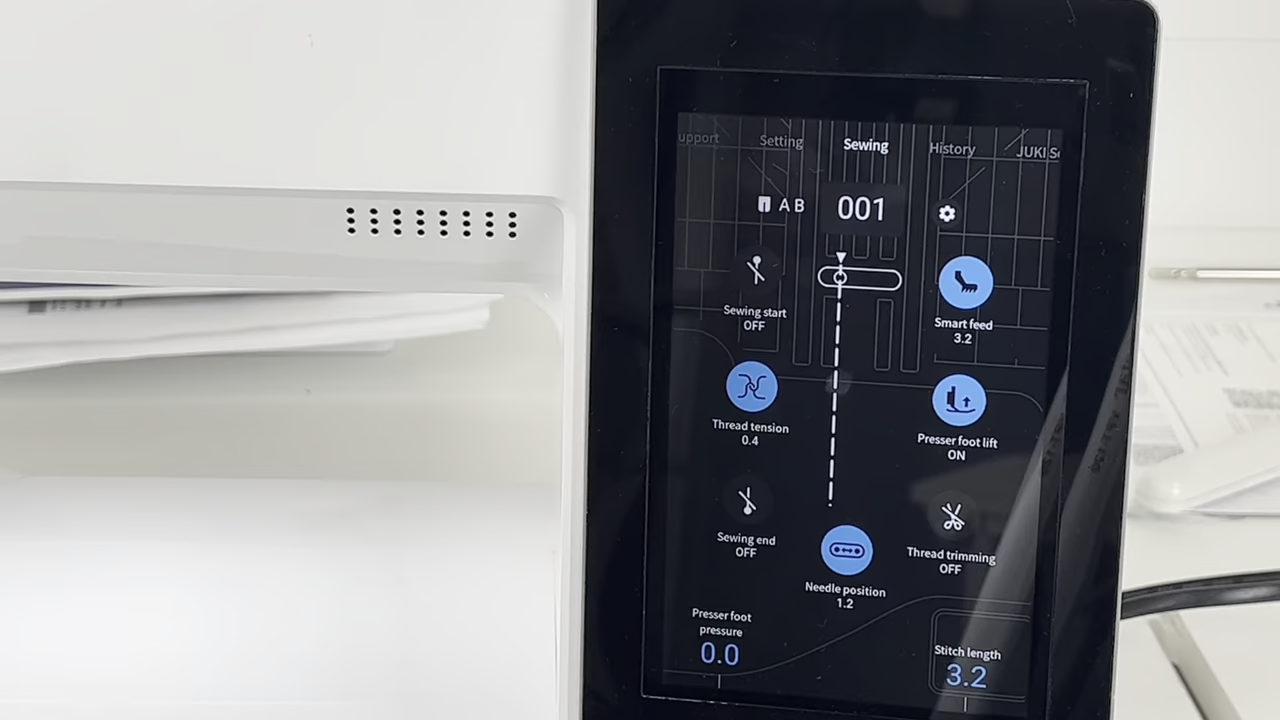 upport Setting Sewing History JUKI S
A B 001
Sewing start
OFF
Smart feed
3.2
Thread tension
0.4
Presser foot lift
ON
Sewing end
OFF
Thread trimming
OFF
Needle position
1.2
Presser foot
pressure
0.0
Stitch length
3.2